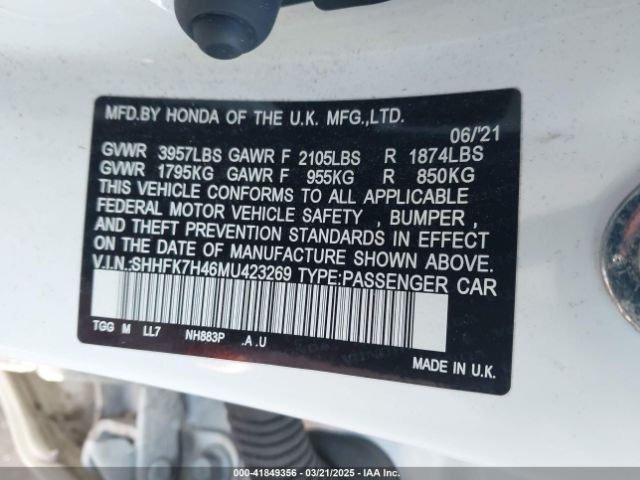 MFD.BY HONDA OF THE U.K. MFG.,LTD.
06/'21
GVWR 3957LBS GAWR F 2105LBS R 1874LBS
GVWR 1795KG GAWR F 955KG R 850KG
THIS VEHICLE CONFORMS TO ALL APPLICABLE
FEDERAL MOTOR VEHICLE SAFETY , BUMPER ,
AND THEFT PREVENTION STANDARDS IN EFFECT
ON THE DATE OF MANUFACTURE SHOWN ABOVE.
V.I.N.:SHHFK7H46MU423269 TYPE:PASSENGER CAR
TGG M LL7 NH883P .A .U
MADE IN U.K.
000-41849356 | 03/21/2025 | IAA Inc.